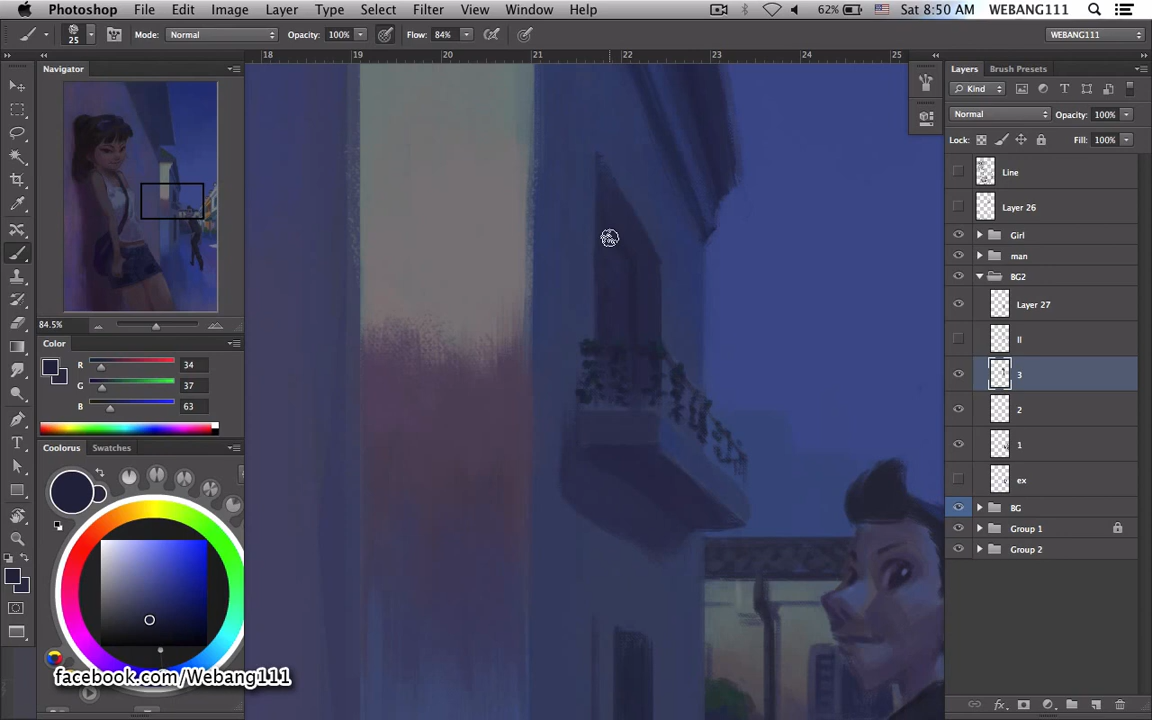 Photoshop File Edit Image Layer Type Select Filter View Window Help 62% Sat 8:50 AM WEBANG111
25 Mode: Normal Opacity: 100% Flow: 84% WEBANG111
18 19 20 21 22 23 24 25
Navigator
84.5%
Color
R 34
G 37
B 63
Colorus Swatches
Layers Brush Presets
Kind
Normal Opacity: 100%
Lock: Fill: 100%
Line
Layer 26
Girl
man
BG2
Layer 27
ll
3
2
1
ex
BG
Group 1
Group 2
facebook.com/Webang111